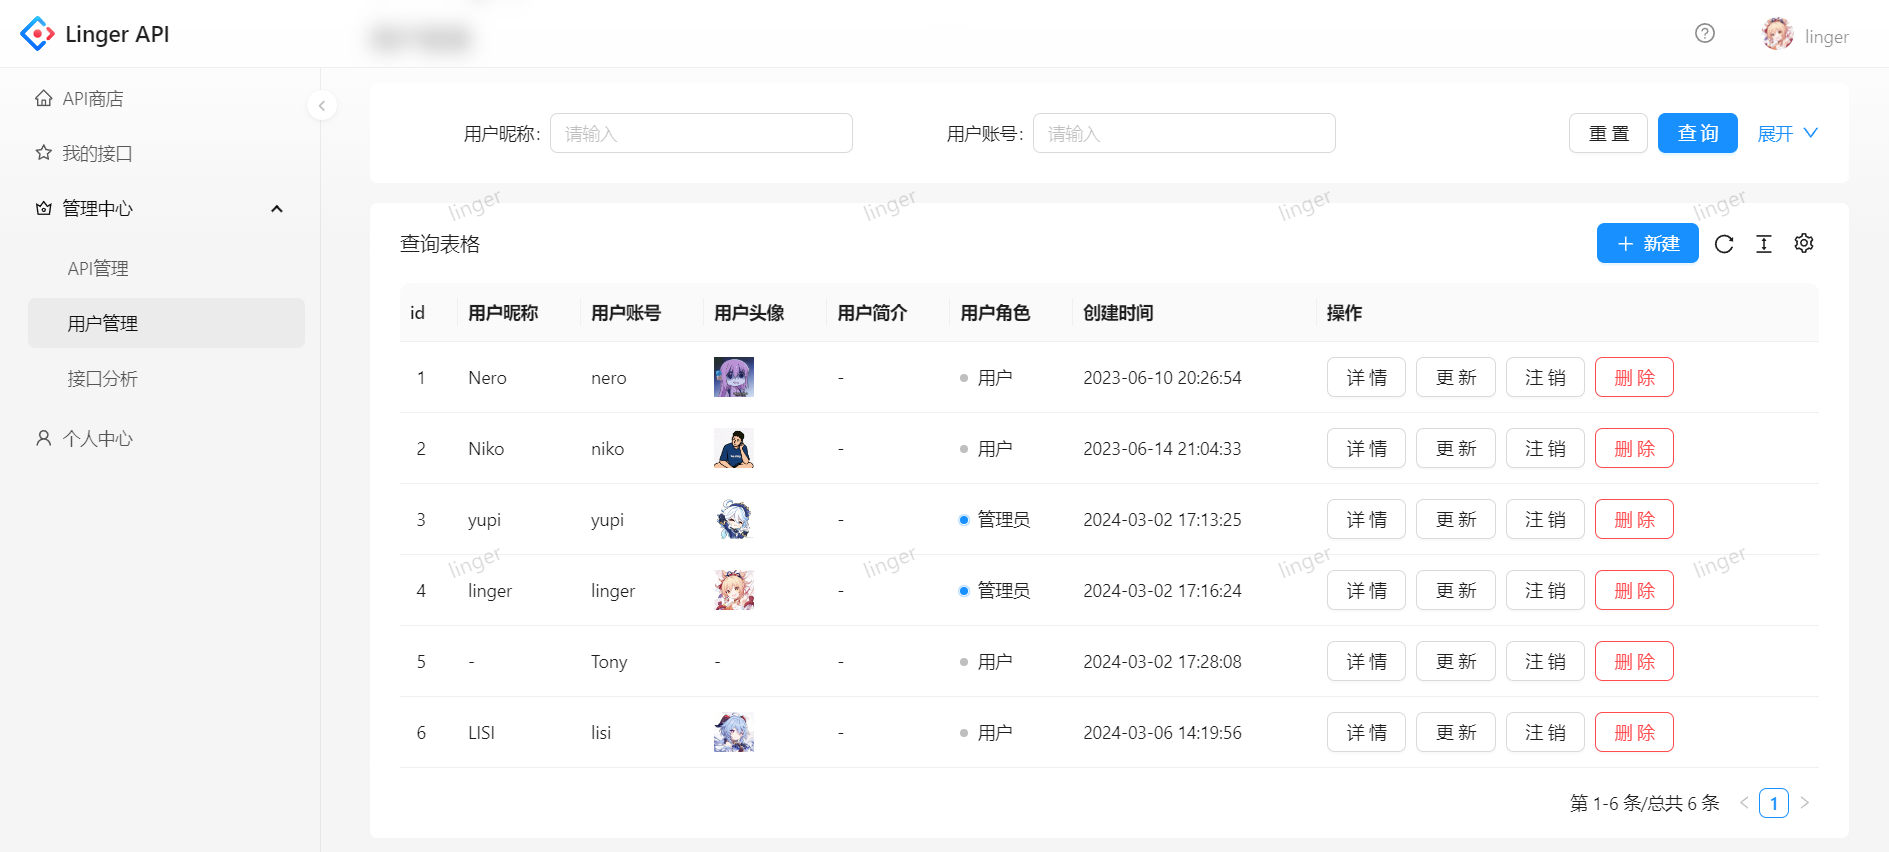 Linger API
linger
API商店
我的接口
管理中心
API管理
用户管理
接口分析
个人中心
用户昵称: 请输入 用户账号: 请输入 重置 查询 展开
linger linger linger linger
查询表格 新建
id 用户昵称 用户账号 用户头像 用户简介 用户角色 创建时间 操作
1 Nero nero - 用户 2023-06-10 20:26:54 详情 更新 注销 删除
2 Niko niko - 用户 2023-06-14 21:04:33 详情 更新 注销 删除
3 yupi yupi - 管理员 2024-03-02 17:13:25 详情 更新 注销 删除
linger linger linger linger
4 linger linger - 管理员 2024-03-02 17:16:24 详情 更新 注销 删除
5 - Tony - - 用户 2024-03-02 17:28:08 详情 更新 注销 删除
6 LISI lisi - 用户 2024-03-06 14:19:56 详情 更新 注销 删除
第 1-6 条/总共 6 条 < 1 >